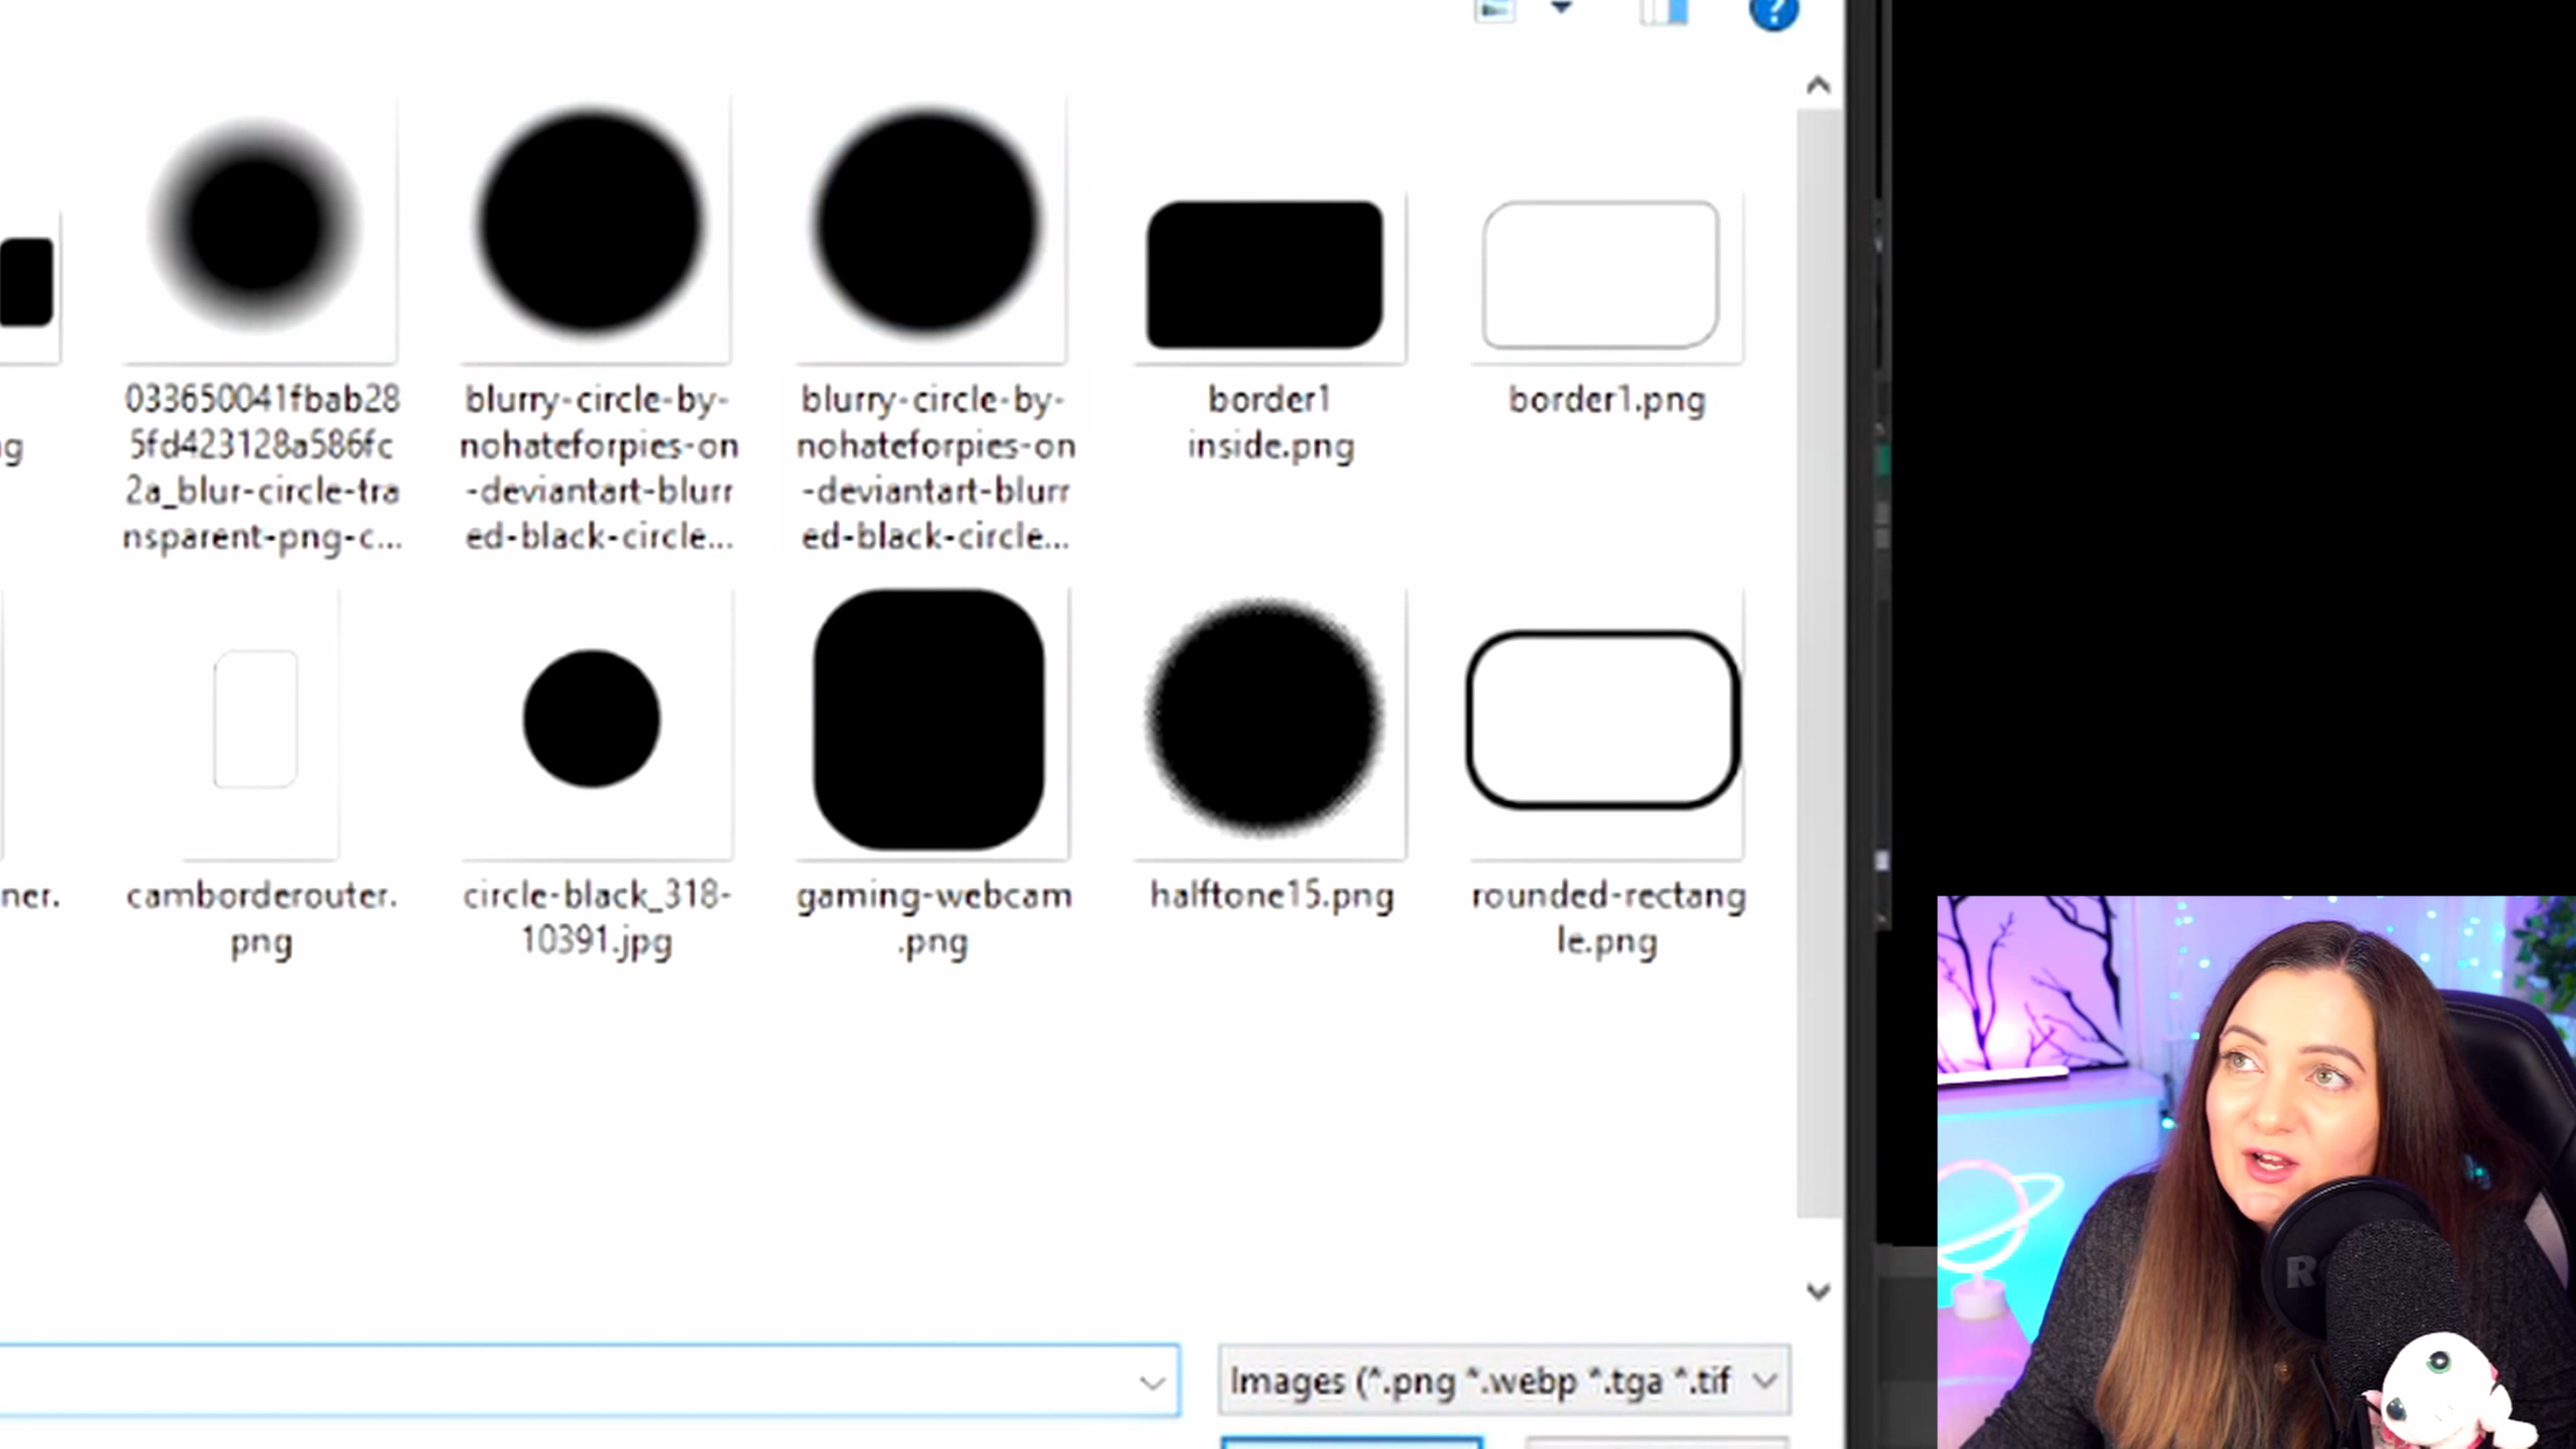 033650041fbab28
5fd423128a586fc
2a_blur-circle-tra
nsparent-png-c...
blurry-circle-by-
nohateforpies-on
-deviantart-blurr
ed-black-circle...
blurry-circle-by-
nohateforpies-on
-deviantart-blurr
ed-black-circle...
border1
inside.png
border1.png
ng
ner.
camborderouter.
png
circle-black_318-
10391.jpg
gaming-webcam
.png
halftone15.png
rounded-rectang
le.png
Images (*.png *.webp *.tga *.tif
R